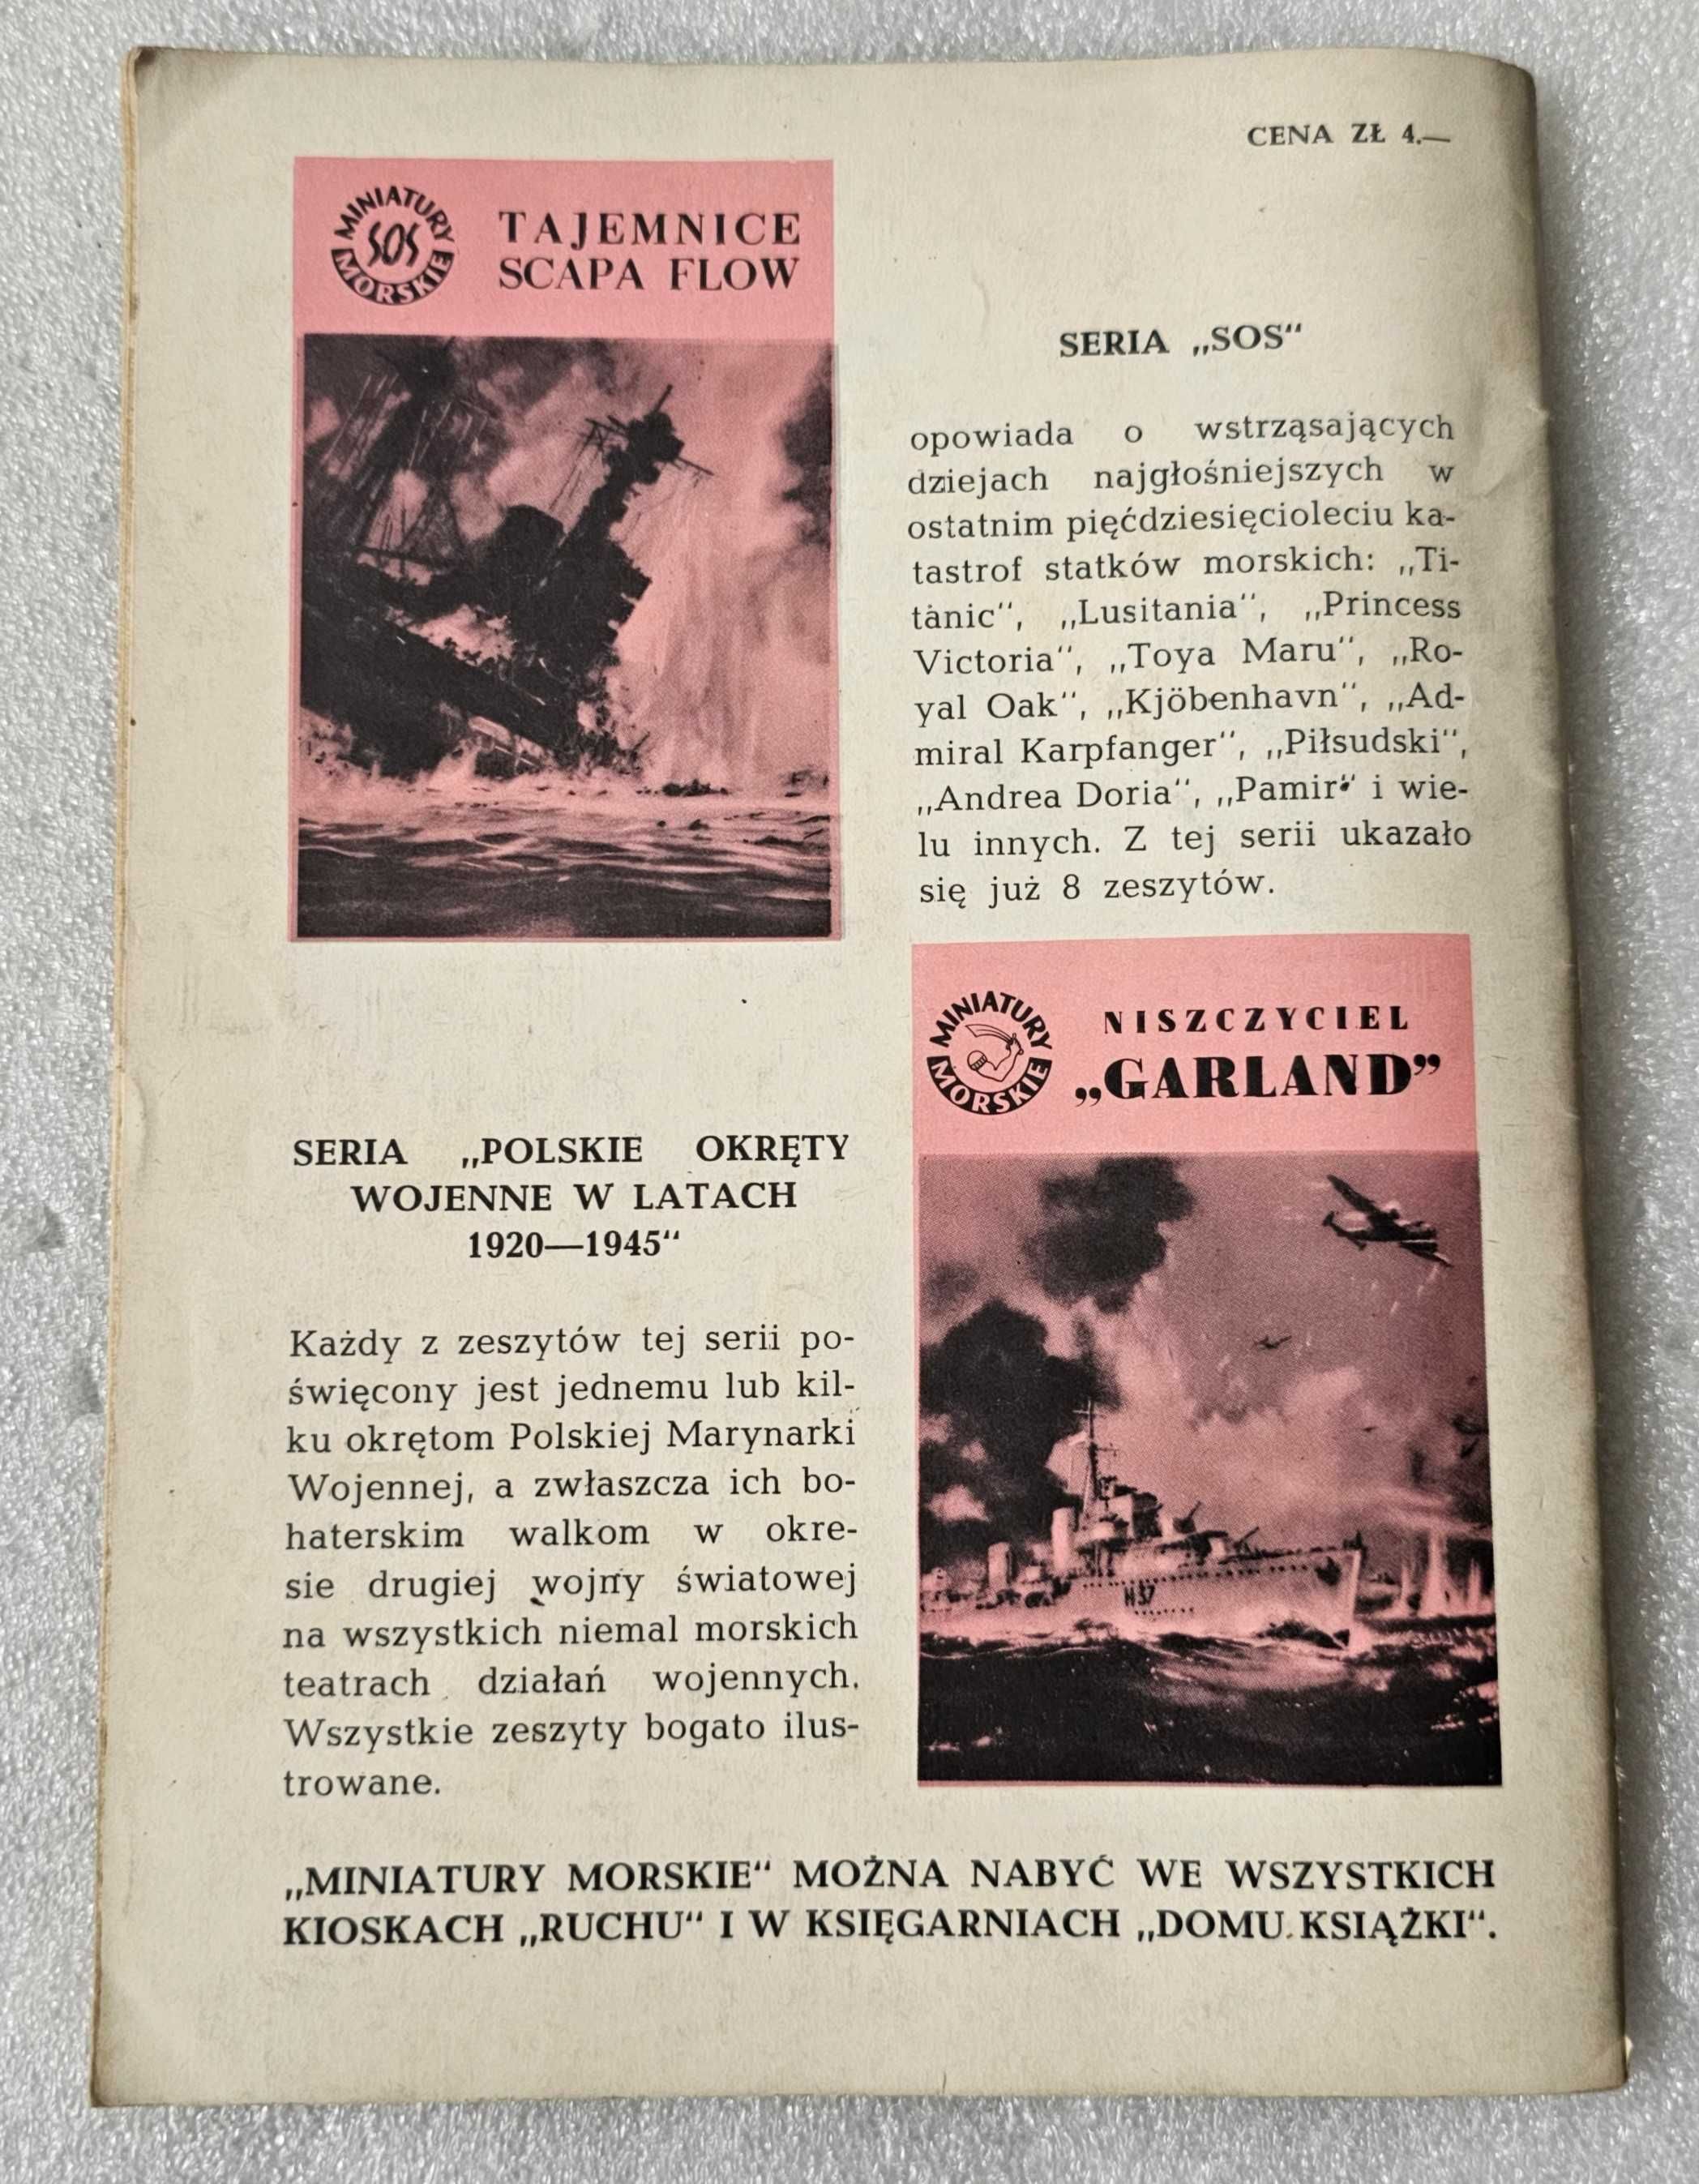 CENA ZŁ 4.—
MINIATURY
SOS
MORSKIE
TAJEMNICE
SCAPA FLOW
SERIA „SOS“
opowiada o wstrząsających
dziejach najgłośniejszych w
ostatnim pięćdziesięcioleciu ka-
tastrof statków morskich: „Ti-
tanic“, „Lusitania“, „Princess
Victoria“, „Toya Maru“, „Ro-
yal Oak“, „Kjöbenhavn“, „Ad-
miral Karpfanger“, „Piłsudski“,
„Andrea Doria“, „Pamir“ i wie-
lu innych. Z tej serii ukazało
się już 8 zeszytów.
MINIATURY
MORSKIE
NISZCZYCIEL
„GARLAND”
H37
SERIA „POLSKIE OKRĘTY
WOJENNE W LATACH
1920—1945“
Każdy z zeszytów tej serii po-
święcony jest jednemu lub kil-
ku okrętom Polskiej Marynarki
Wojennej, a zwłaszcza ich bo-
haterskim walkom w okre-
sie drugiej wojny światowej
na wszystkich niemal morskich
teatrach działań wojennych.
Wszystkie zeszyty bogato ilus-
trowane.
„MINIATURY MORSKIE“ MOŻNA NABYĆ WE WSZYSTKICH
KIOSKACH „RUCHU“ I W KSIĘGARNIACH „DOMU KSIĄŻKI“.